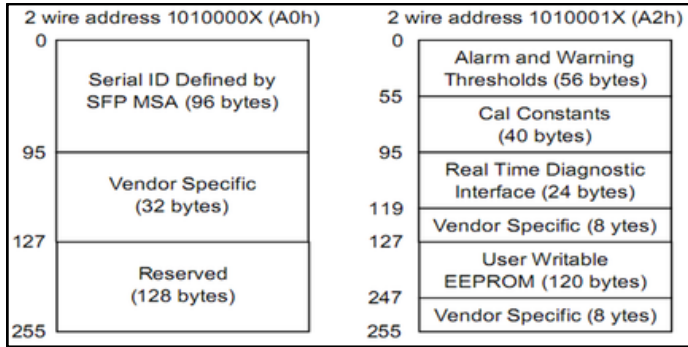 2 wire address 1010000X (A0h)
0
Serial ID Defined by
SFP MSA (96 bytes)
95
Vendor Specific
(32 bytes)
127
Reserved
(128 bytes)
255
2 wire address 1010001X (A2h)
0
Alarm and Warning
Thresholds (56 bytes)
55
Cal Constants
(40 bytes)
95
Real Time Diagnostic
Interface (24 bytes)
119
Vendor Specific (8 ytes)
127
User Writable
EEPROM (120 bytes)
247
Vendor Specific (8 ytes)
255